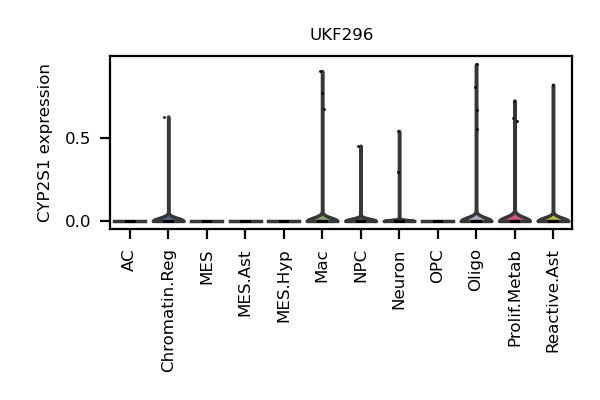 UKF296
CYP2S1 expression
0.5
0.0
AC
Chromatin.Reg
MES
MES.Ast
MES.Hyp
Mac
NPC
Neuron
OPC
Oligo
Prolif.Metab
Reactive.Ast